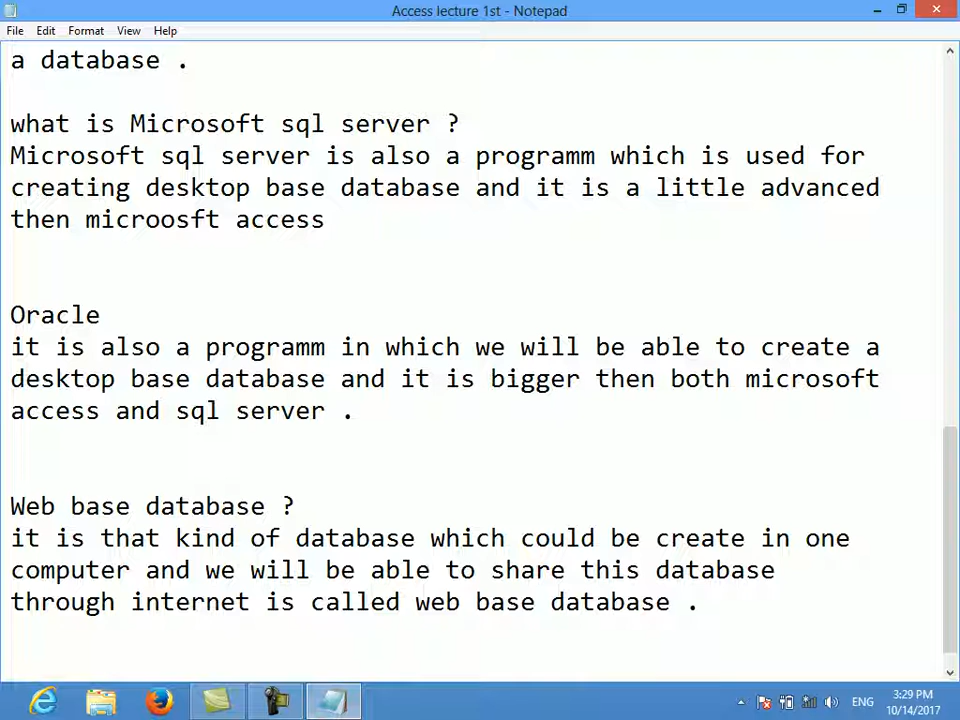 Access lecture 1st - Notepad
File Edit Format View Help
a database .
what is Microsoft sql server ?
Microsoft sql server is also a programm which is used for
creating desktop base database and it is a little advanced
then microosft access
Oracle
it is also a programm in which we will be able to create a
desktop base database and it is bigger then both microsoft
access and sql server .
Web base database ?
it is that kind of database which could be create in one
computer and we will be able to share this database
through internet is called web base database .
ENG
3:29 PM
10/14/2017